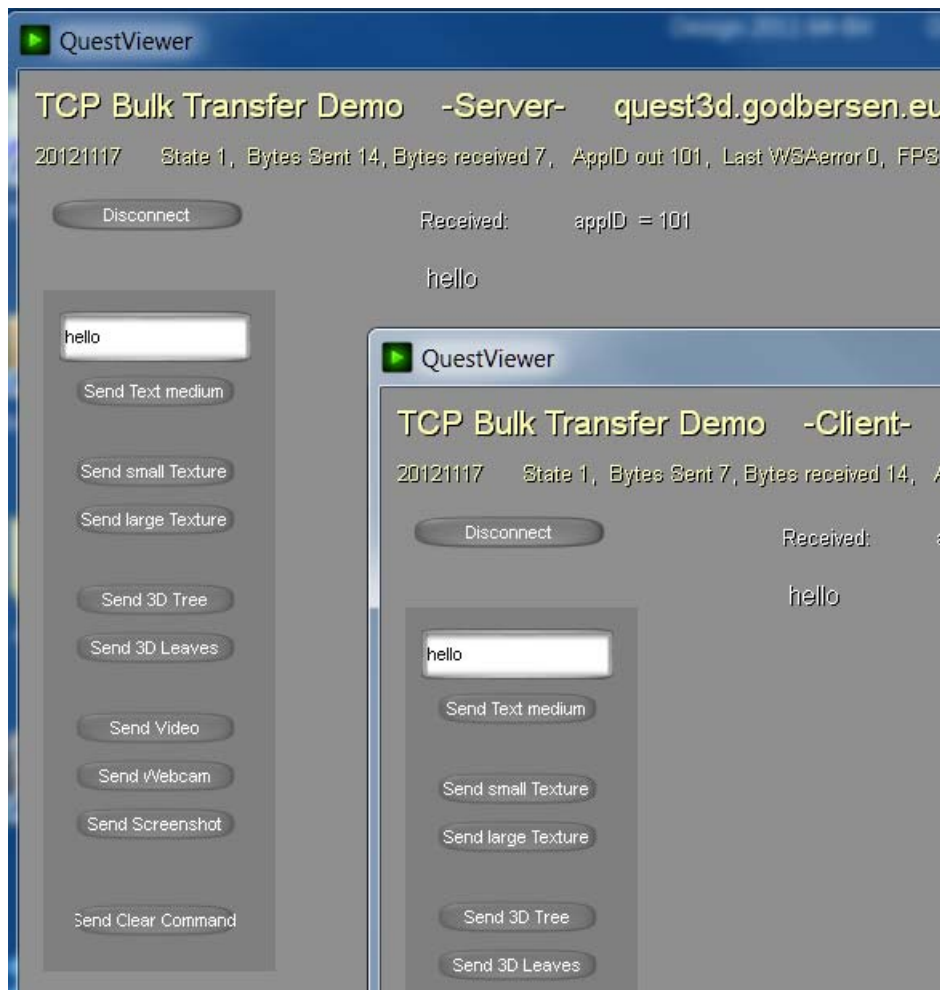 QuestViewer
TCP Bulk Transfer Demo -Server- quest3d.godbersen.eu
20121117 State 1, Bytes Sent 14, Bytes received 7, AppID out 101, Last WSAerror 0, FPS
Disconnect
Received: appID = 101
hello
hello
Send Text medium
Send small Texture
Send large Texture
Send 3D Tree
Send 3D Leaves
Send Video
Send Webcam
Send Screenshot
Send Clear Command
QuestViewer
TCP Bulk Transfer Demo -Client-
20121117 State 1, Bytes Sent 7, Bytes received 14,
Disconnect
Received:
hello
hello
Send Text medium
Send small Texture
Send large Texture
Send 3D Tree
Send 3D Leaves